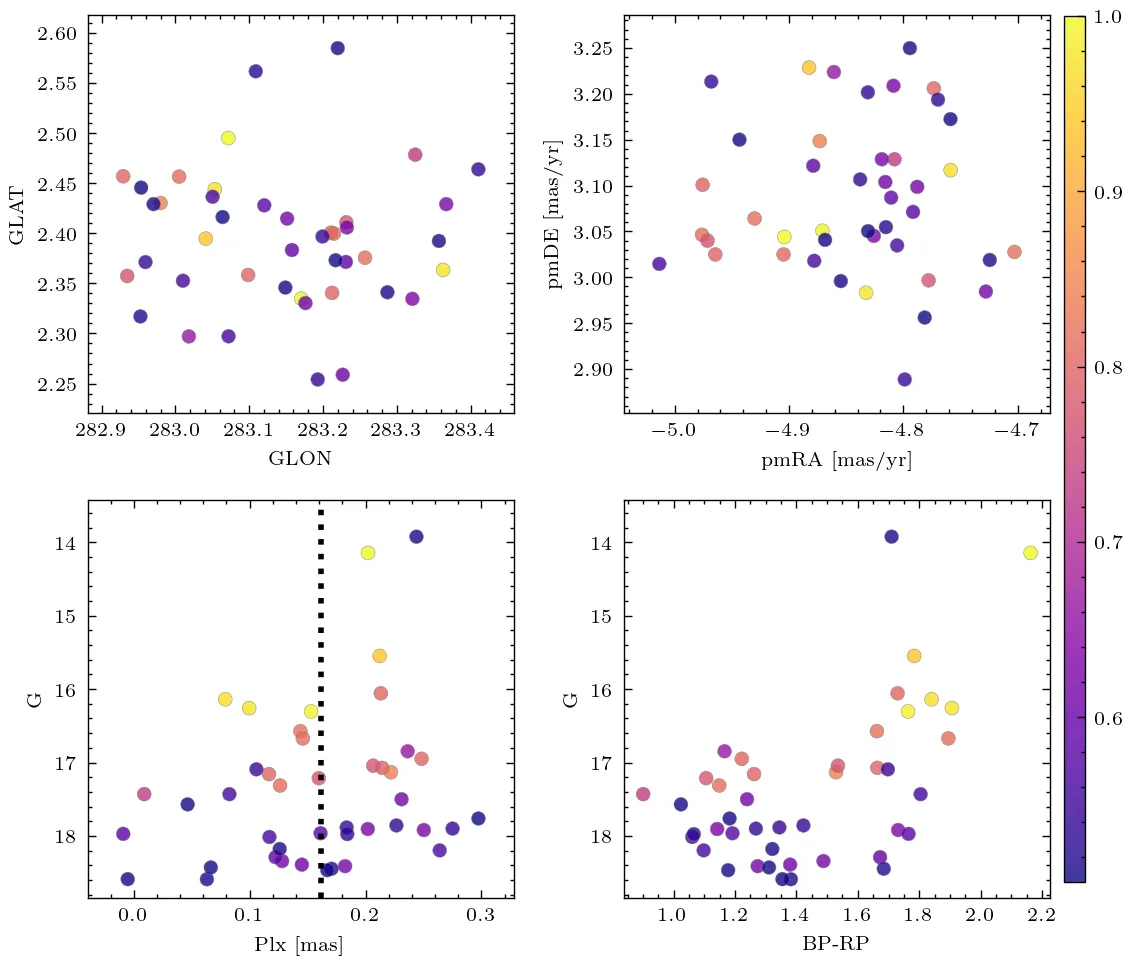 2.60
2.55
2.50
2.45
2.40
2.35
2.30
2.25
GLAT
282.9 283.0 283.1 283.2 283.3 283.4
GLON
3.25
3.20
3.15
3.10
3.05
3.00
2.95
2.90
pmDE [mas/yr]
−5.0 −4.9 −4.8 −4.7
pmRA [mas/yr]
14
15
16
17
18
G
0.0 0.1 0.2 0.3
Plx [mas]
14
15
16
17
18
G
1.0 1.2 1.4 1.6 1.8 2.0 2.2
BP-RP
1.0
0.9
0.8
0.7
0.6